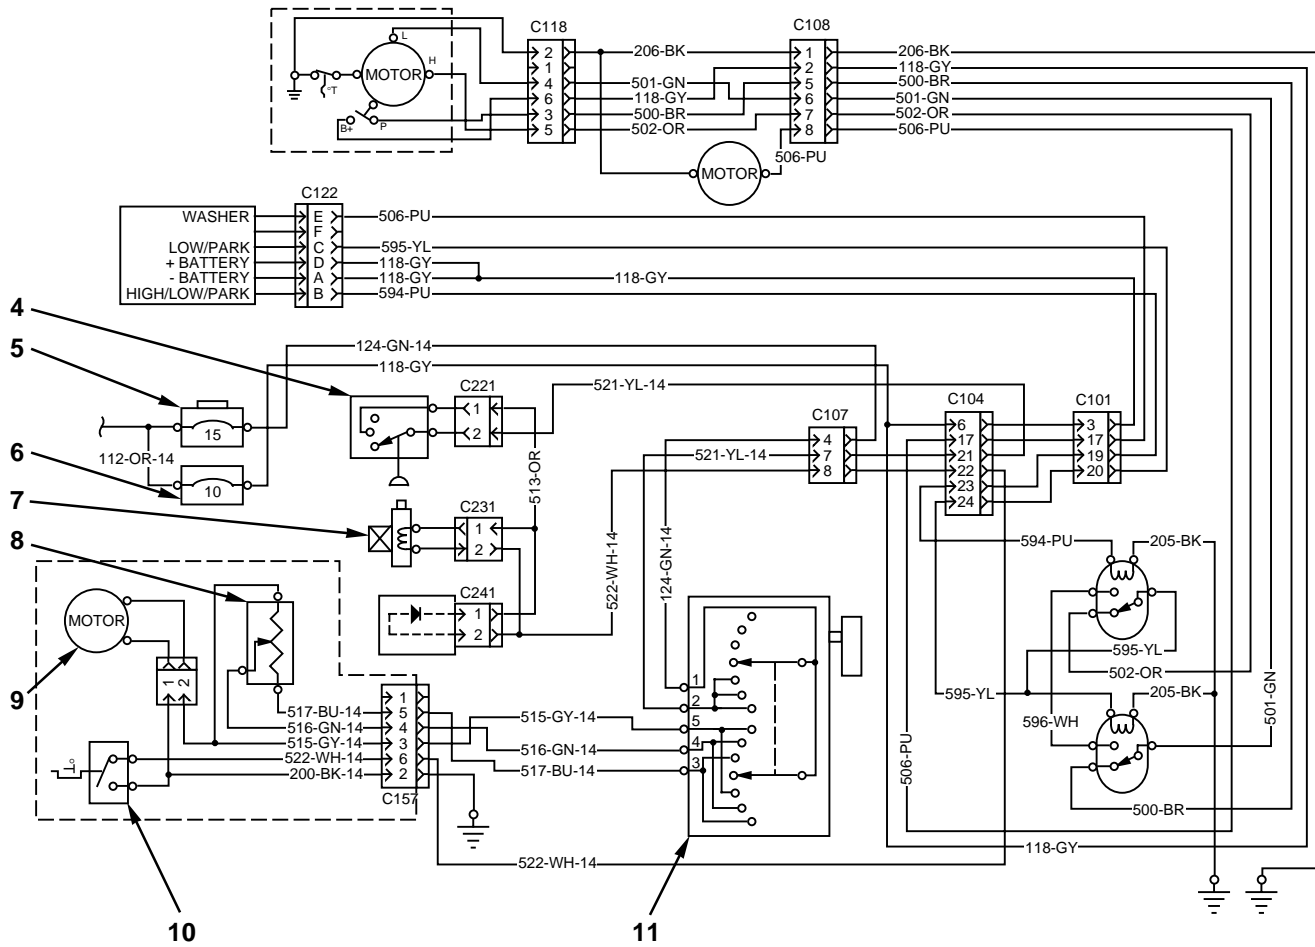 C118
C108
L
H
MOTOR
°T
B+
P
2
1
4
6
3
5
206-BK
501-GN
118-GY
500-BR
502-OR
1
2
5
6
7
8
206-BK
118-GY
500-BR
501-GN
502-OR
506-PU
506-PU
MOTOR
C122
WASHER
LOW/PARK
+ BATTERY
- BATTERY
HIGH/LOW/PARK
E
F
C
D
A
B
506-PU
595-YL
118-GY
118-GY
594-PU
118-GY
4
5
6
7
8
9
10
11
124-GN-14
118-GY
521-YL-14
C221
1
2
15
112-OR-14
10
513-OR
C231
1
2
C241
1
2
C107
4
7
8
521-YL-14
522-WH-14
124-GN-14
C104
6
17
21
22
23
24
C101
3
17
19
20
594-PU
205-BK
595-YL
502-OR
595-YL
205-BK
596-WH
501-GN
506-PU
500-BR
118-GY
MOTOR
1
2
T°
517-BU-14
516-GN-14
515-GY-14
522-WH-14
200-BK-14
1
5
4
3
6
2
C157
515-GY-14
516-GN-14
517-BU-14
522-WH-14
1
2
5
4
3